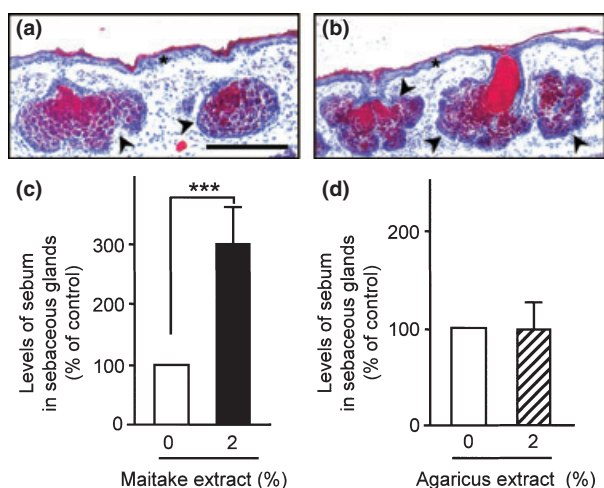 (a)
(b)
(c)
(d)
Levels of sebum
in sebaceous glands
(% of control)
300
200
100
0
***
0 2
Maitake extract (%)
Levels of sebum
in sebaceous glands
(% of control)
200
100
0
0 2
Agaricus extract (%)